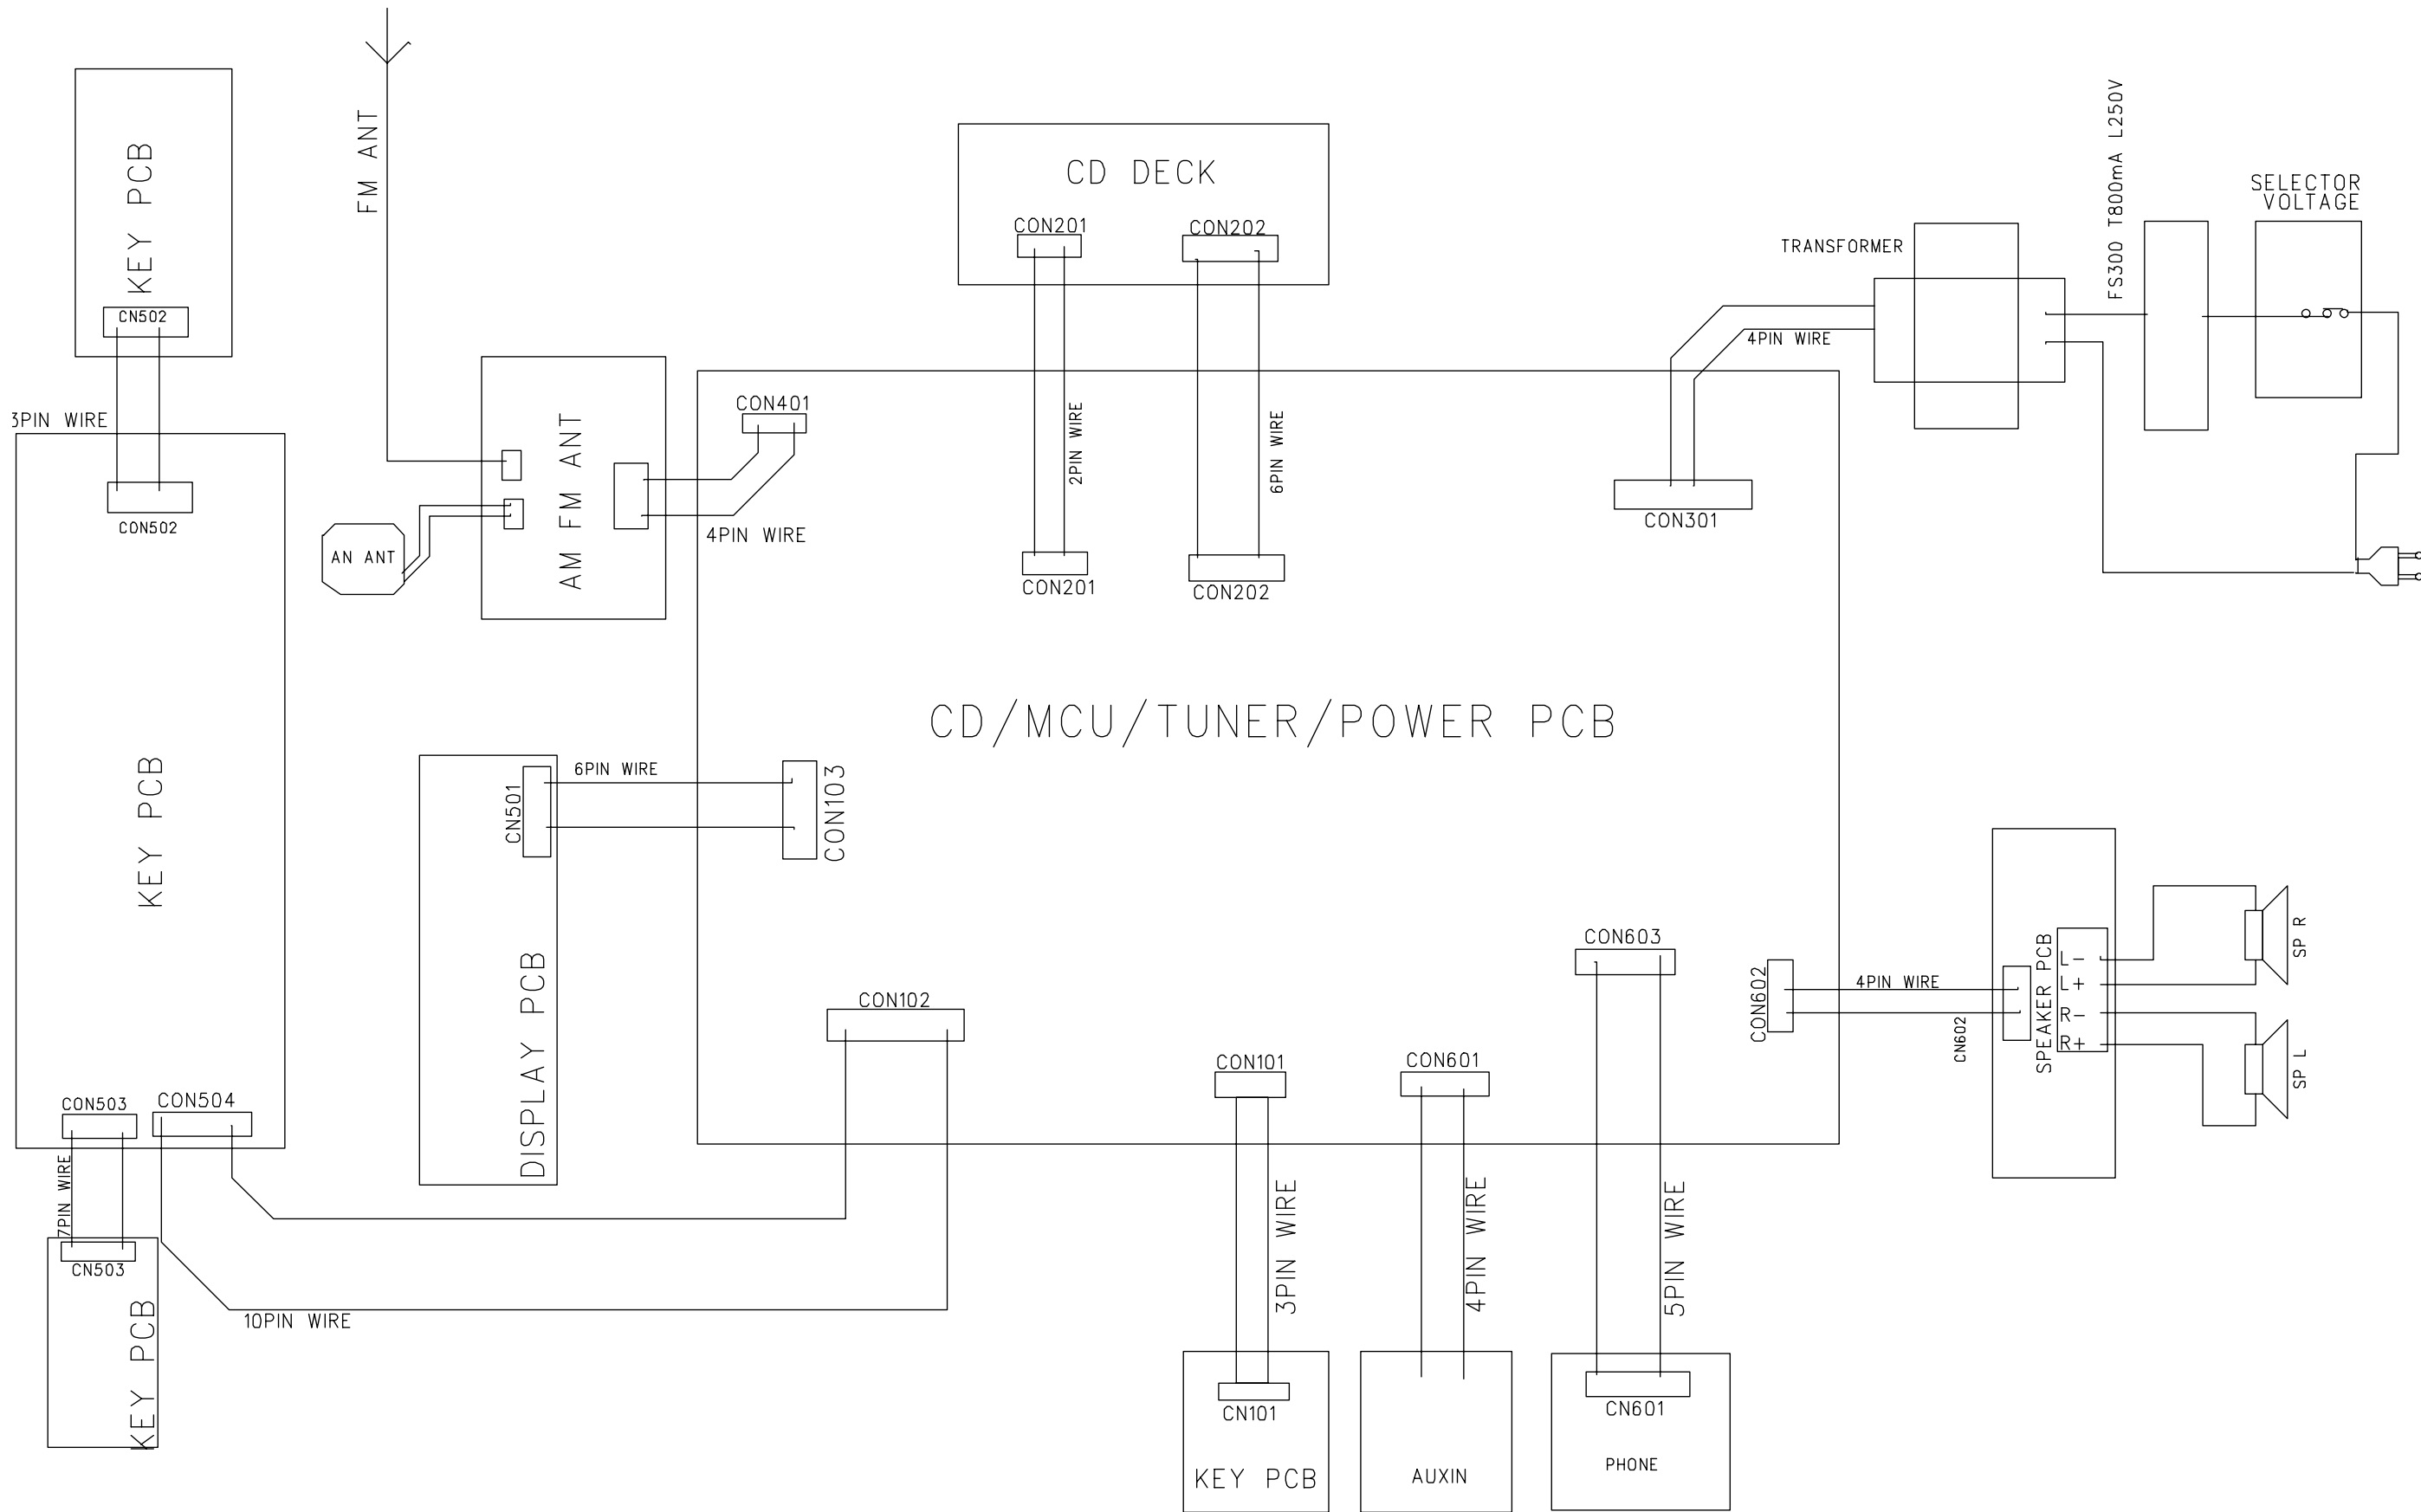 KEY PCB
CN502
3PIN WIRE
CON502
KEY PCB
CON503
CON504
7PIN WIRE
CN503
KEY PCB
10PIN WIRE
FM ANT
AN ANT
AM FM ANT
CON401
4PIN WIRE
CN501
6PIN WIRE
CON103
DISPLAY PCB
CON102
CD DECK
CON201
CON202
2PIN WIRE
6PIN WIRE
CON201
CON202
CD/MCU/TUNER/POWER PCB
TRANSFORMER
4PIN WIRE
CON301
FS300 T800mA L250V
SELECTOR
VOLTAGE
CON101
3PIN WIRE
CN101
KEY PCB
CON601
4PIN WIRE
AUXIN
CON603
5PIN WIRE
CN601
PHONE
CON602
4PIN WIRE
CN602
SPEAKER PCB
L-
L+
R-
R+
SP R
SP L